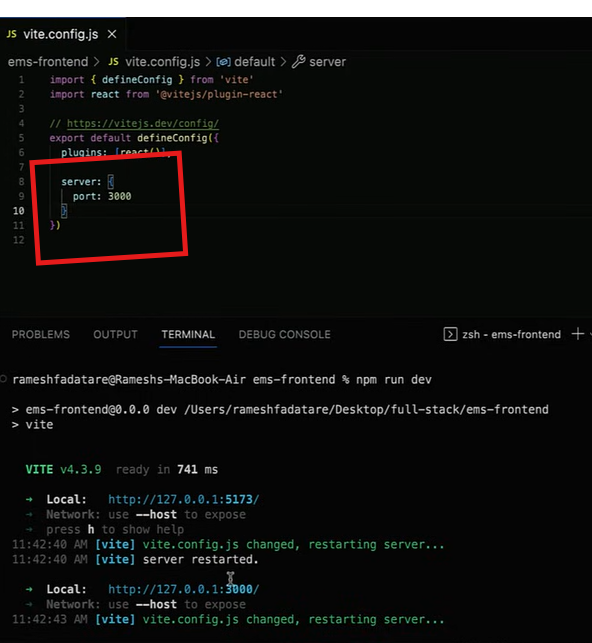 JS vite.config.js ×
ems-frontend > JS vite.config.js > default > server
1 import { defineConfig } from 'vite'
2 import react from '@vitejs/plugin-react'
3
4 // https://vitejs.dev/config/
5 export default defineConfig({
6 plugins: [react()],
7
8 server: {
9 port: 3000
10 }
11 })
12
PROBLEMS OUTPUT TERMINAL DEBUG CONSOLE zsh - ems-frontend +
rameshfadatare@Rameshs-MacBook-Air ems-frontend % npm run dev
> ems-frontend@0.0.0 dev /Users/rameshfadatare/Desktop/full-stack/ems-frontend
> vite
VITE v4.3.9 ready in 741 ms
→ Local: http://127.0.0.1:5173/
→ Network: use --host to expose
→ press h to show help
11:42:40 AM [vite] vite.config.js changed, restarting server...
11:42:40 AM [vite] server restarted.
→ Local: http://127.0.0.1:3000/
→ Network: use --host to expose
11:42:43 AM [vite] vite.config.js changed, restarting server...